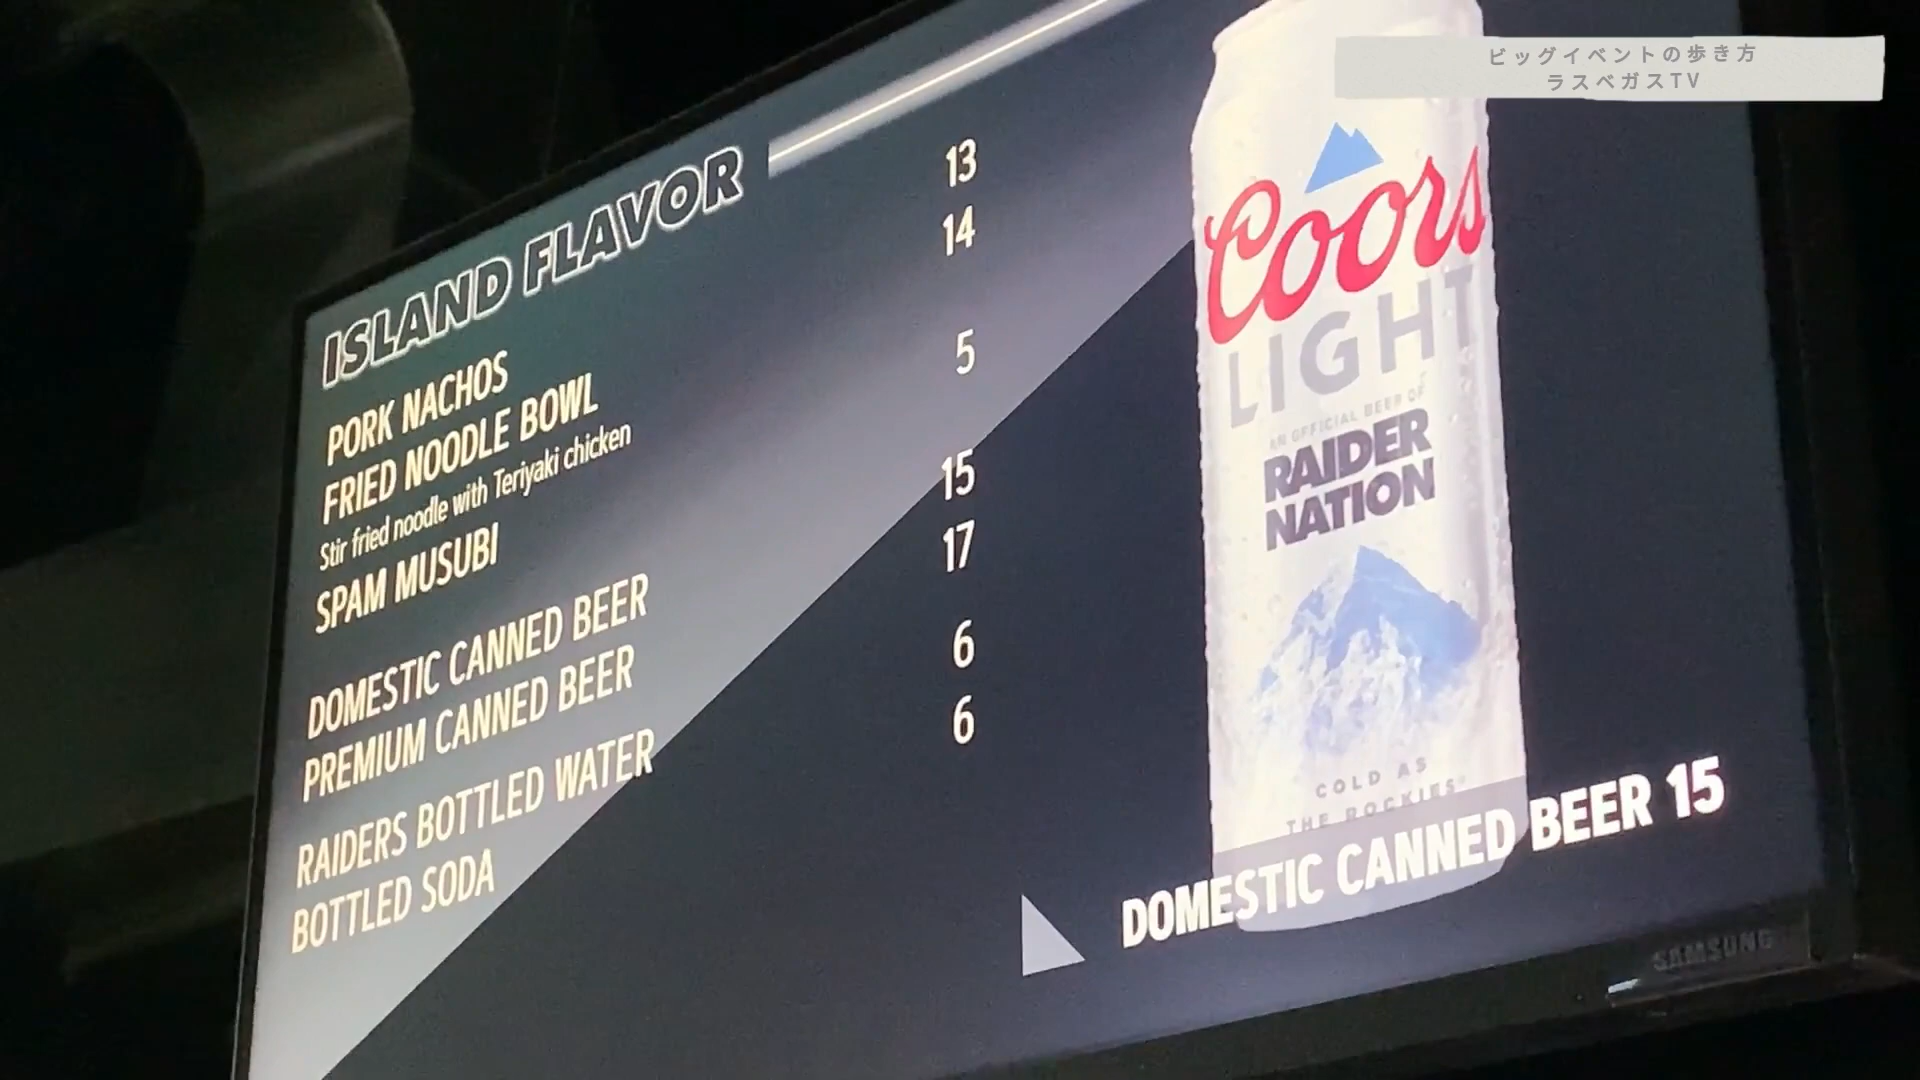 ビッグイベントの歩き方
ラスベガスTV
ISLAND FLAVOR
PORK NACHOS 13
FRIED NOODLE BOWL 14
Stir fried noodle with Teriyaki chicken
SPAM MUSUBI 5
DOMESTIC CANNED BEER 15
PREMIUM CANNED BEER 17
RAIDERS BOTTLED WATER 6
BOTTLED SODA 6
Coors
LIGHT
AN OFFICIAL BEER OF
RAIDER
NATION
COLD AS
THE ROCKIES
DOMESTIC CANNED BEER 15
SAMSUNG